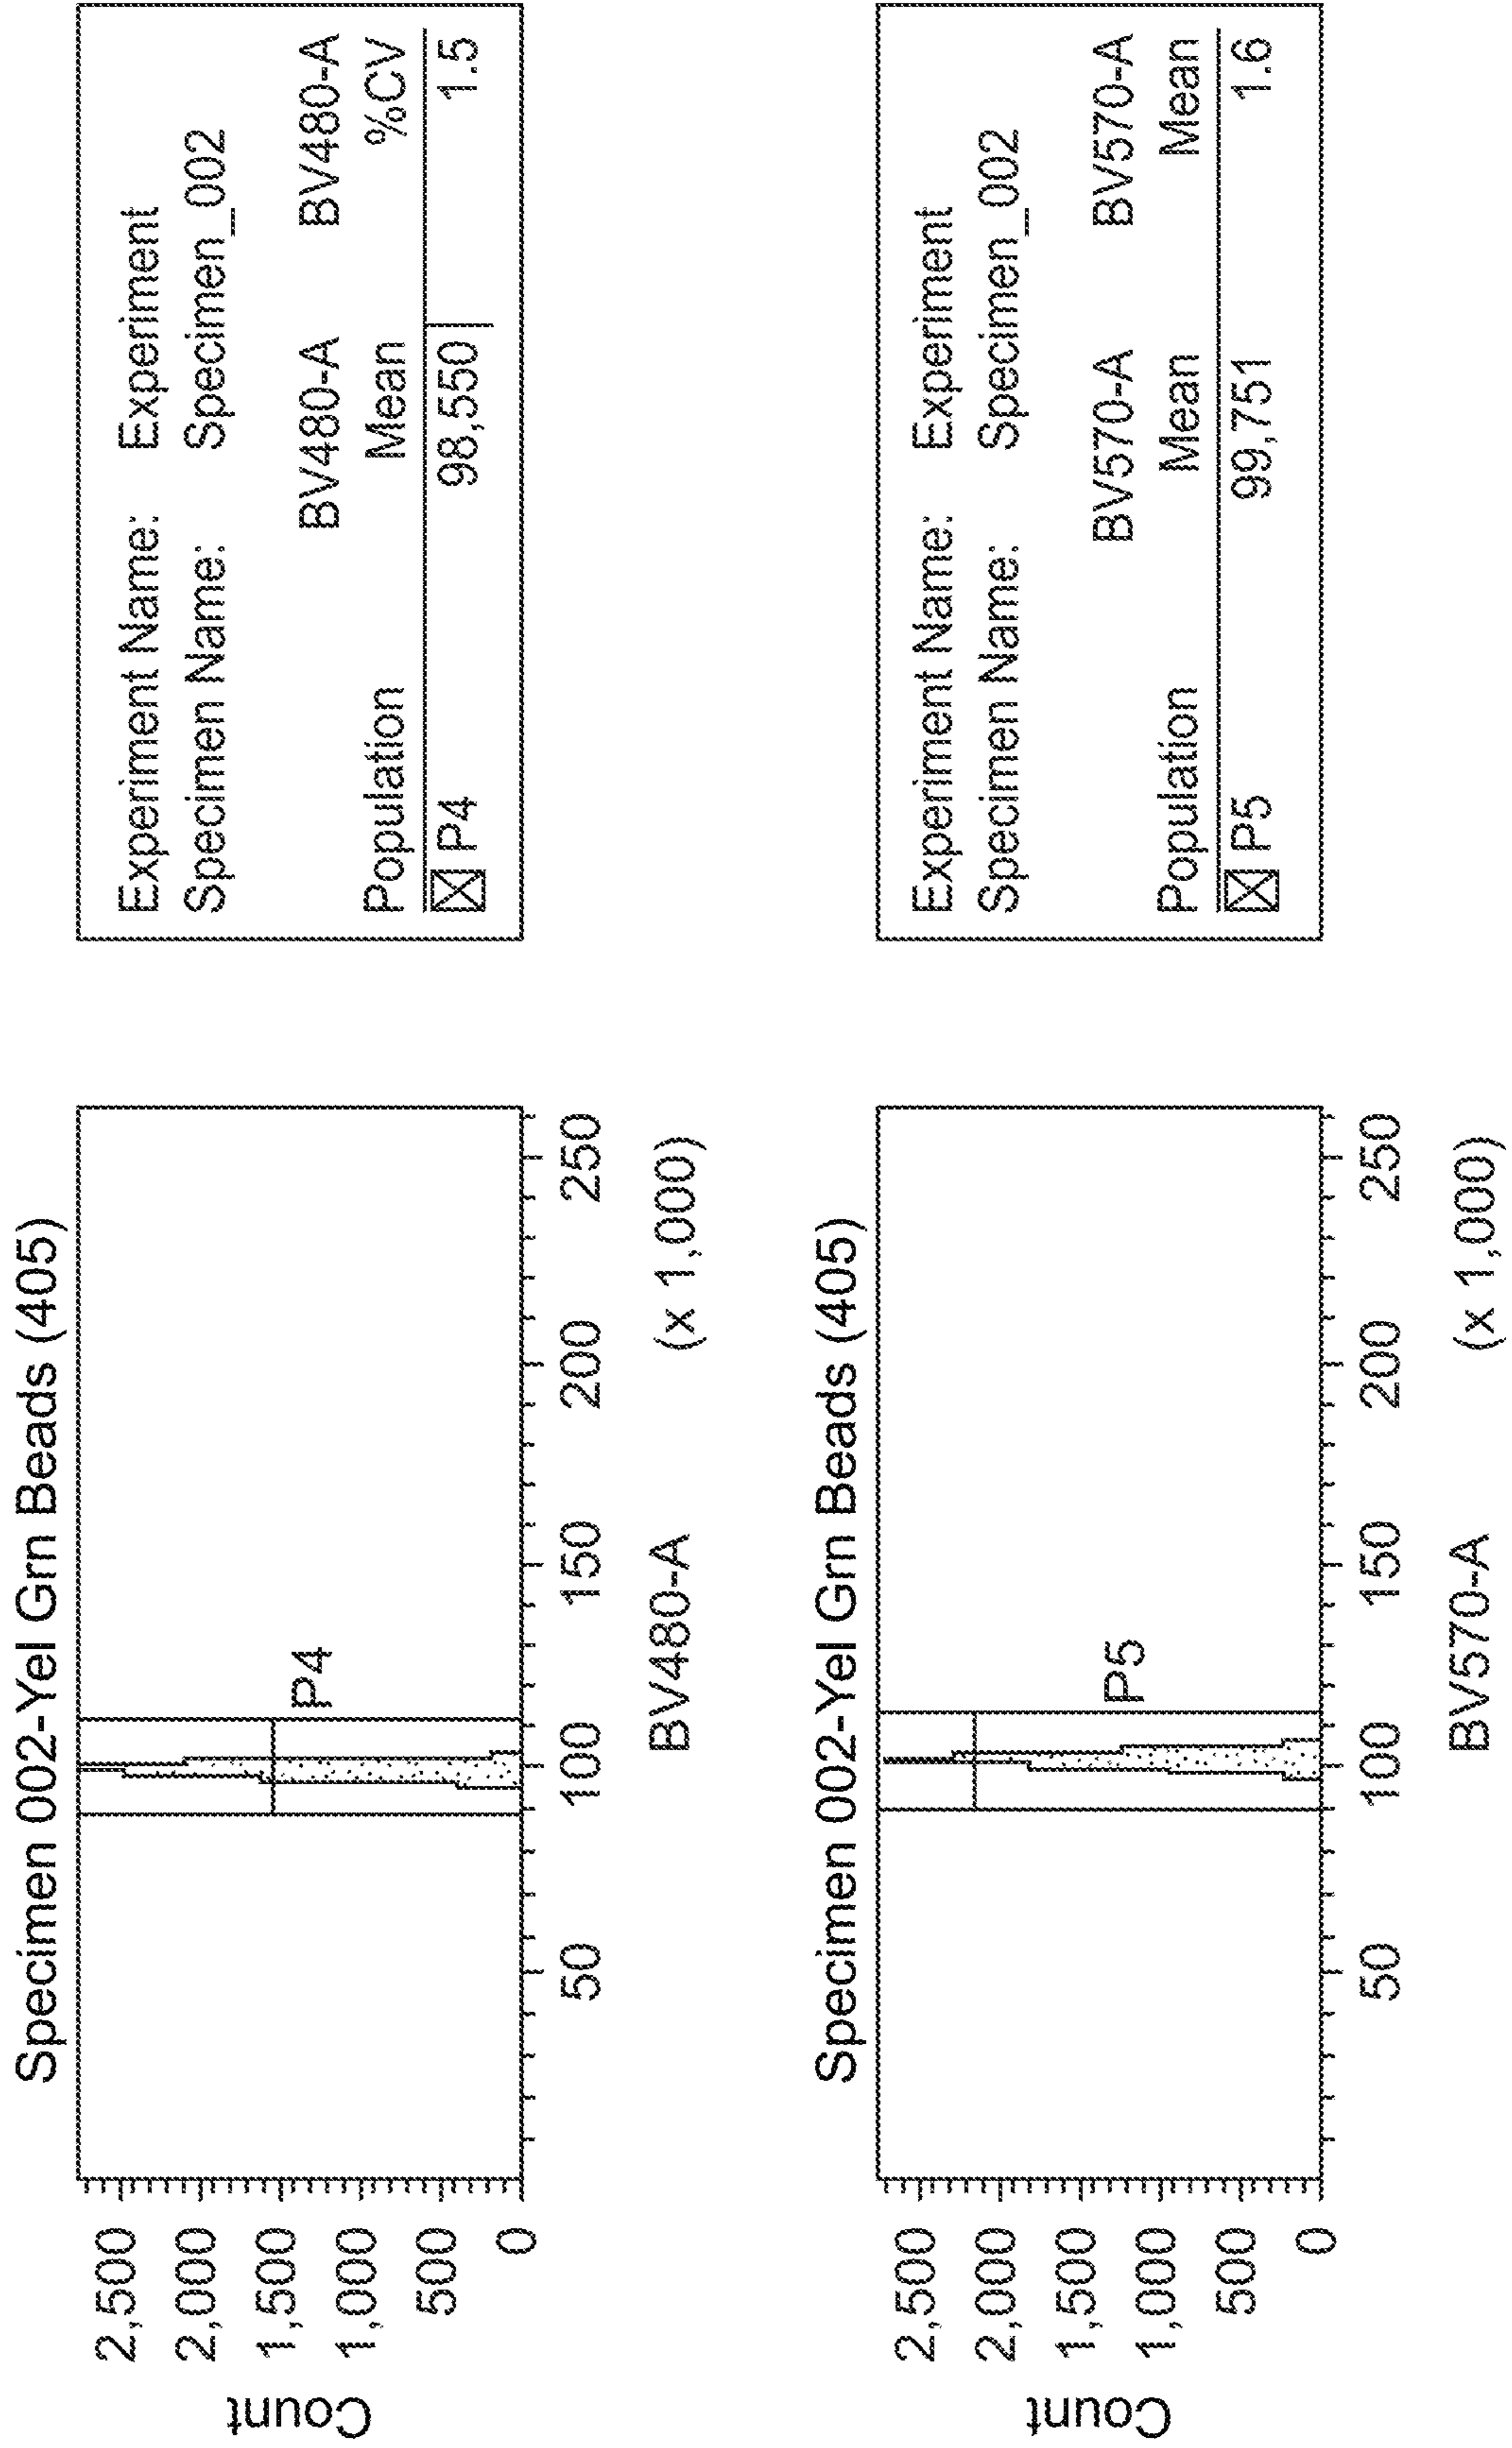 Specimen 002-Yel Grn Beads (405)
Count
2,500
2,000
1,500
1,000
500
0
P4
50
100
150
200
250
BV480-A (x 1,000)
Experiment Name: Experiment
Specimen Name: Specimen_002
BV480-A BV480-A
Population Mean %CV
P4 98,550 1.5
Specimen 002-Yel Grn Beads (405)
Count
2,500
2,000
1,500
1,000
500
0
P5
50
100
150
200
250
BV570-A (x 1,000)
Experiment Name: Experiment
Specimen Name: Specimen_002
BV570-A BV570-A
Population Mean Mean
P5 99,751 1.6